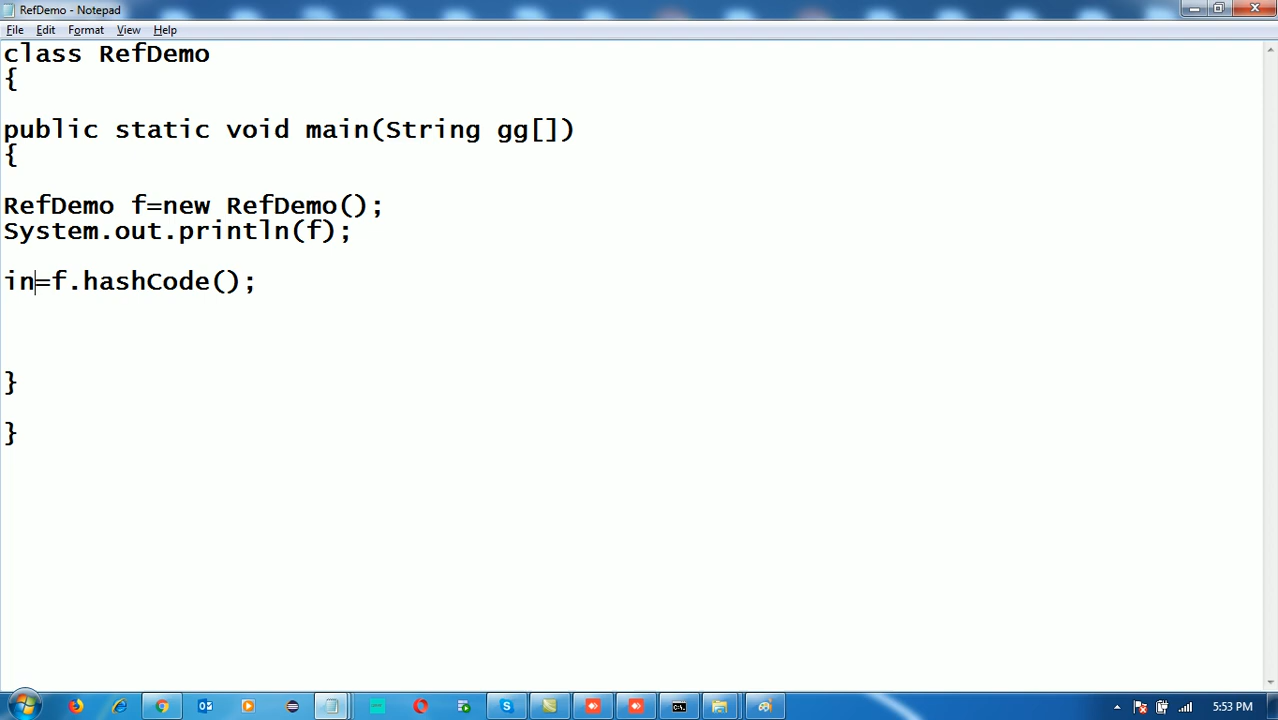 RefDemo - Notepad
File Edit Format View Help
class RefDemo
{
public static void main(String gg[])
{
RefDemo f=new RefDemo();
System.out.println(f);
in=f.hashCode();
}
}
5:53 PM